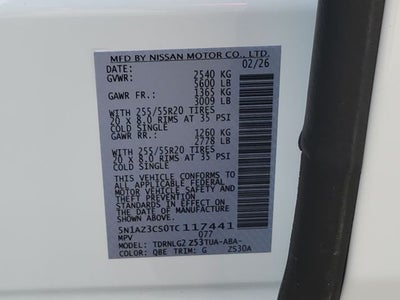 MFD BY NISSAN MOTOR CO., LTD.
DATE: 02/26
GVWR: 2540 KG
5600 LB
GAWR FR.: 1365 KG
3009 LB
WITH 255/55R20 TIRES
20 x 8.0 RIMS AT 35 PSI
COLD SINGLE
GAWR RR.: 1260 KG
2778 LB
WITH 255/55R20 TIRES
20 x 8.0 RIMS AT 35 PSI
COLD SINGLE
THIS VEHICLE CONFORMS TO
ALL APPLICABLE FEDERAL
MOTOR VEHICLE SAFETY
STANDARDS IN EFFECT ON
THE DATE OF MANUFACTURE
SHOWN ABOVE.
5N1AZ3CS0TC117441
MPV 077
MODEL: TDRNLG2 Z53TUA-ABA-
COLOR: QBE TRIM: G 2530A